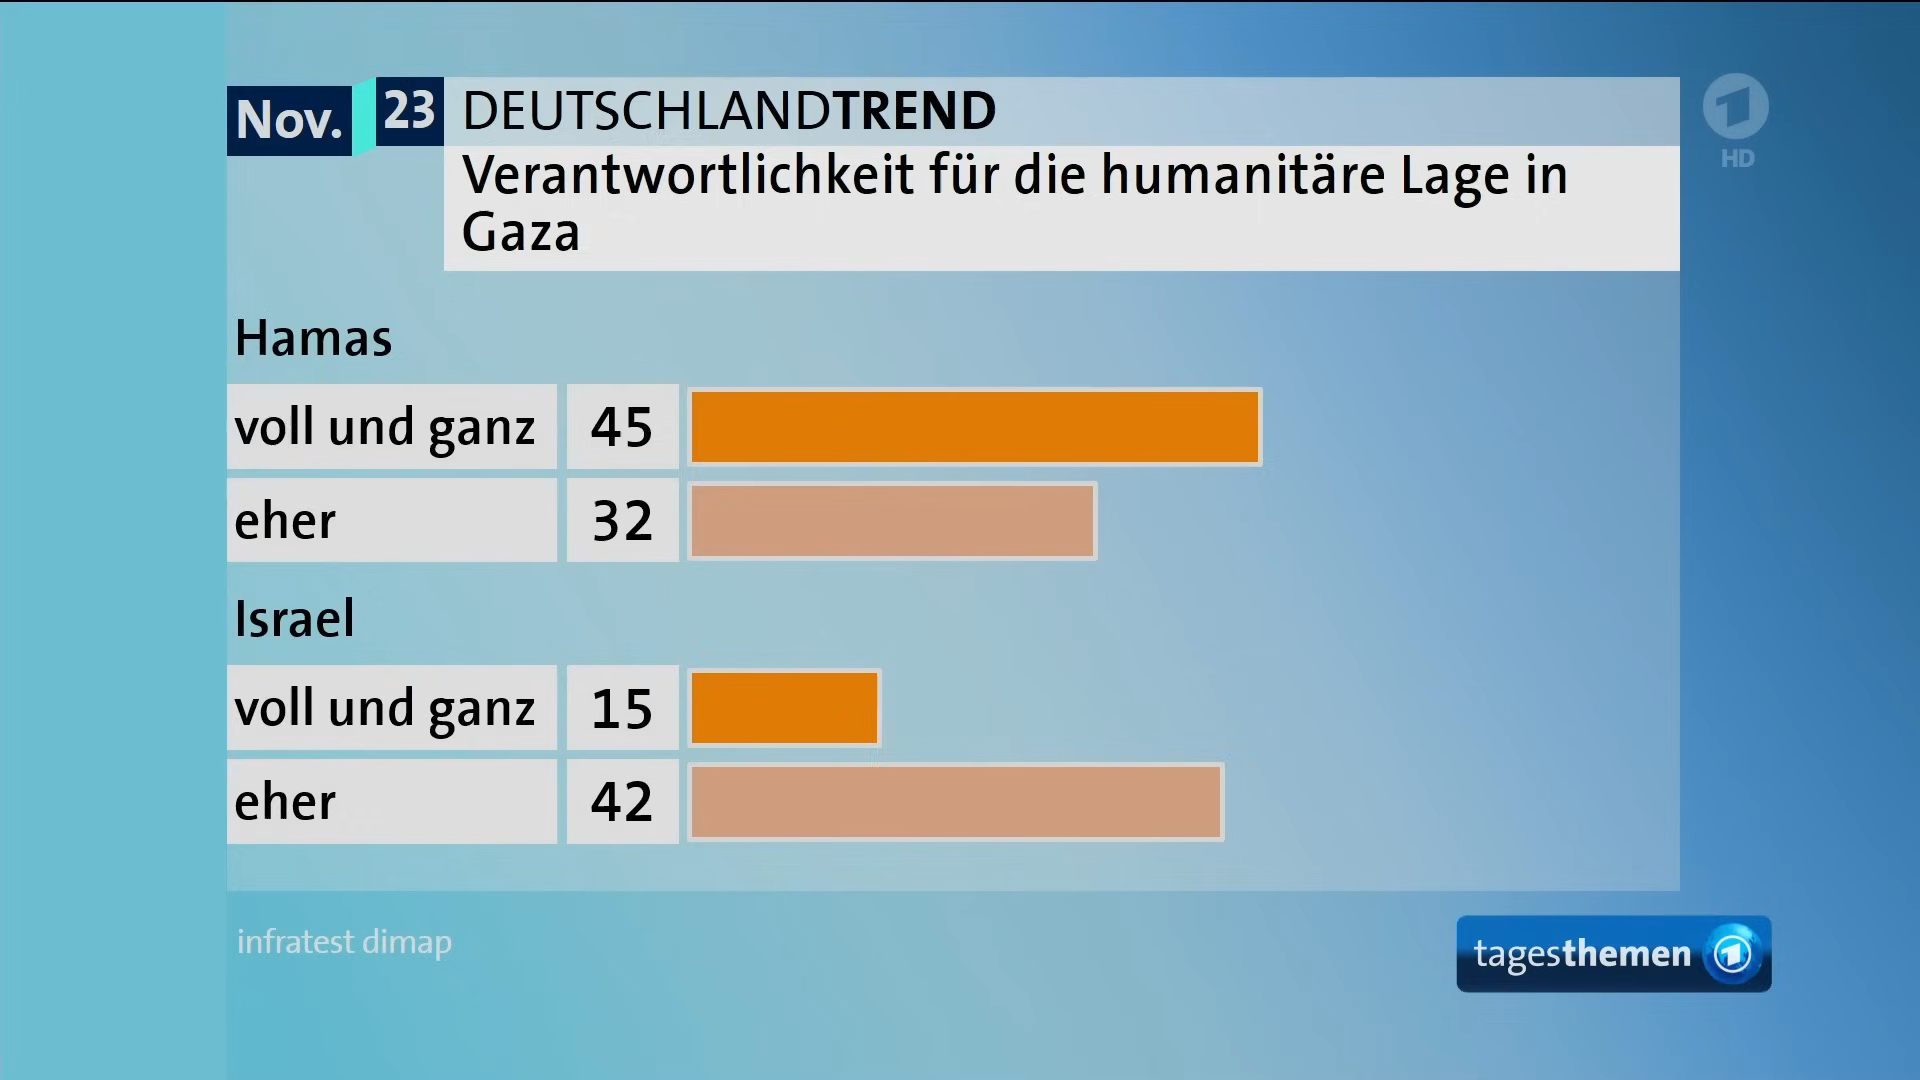 Nov. 23 DEUTSCHLANDTREND
Verantwortlichkeit für die humanitäre Lage in
Gaza
HD
Hamas
voll und ganz 45
eher 32
Israel
voll und ganz 15
eher 42
infratest dimap
tagesthemen